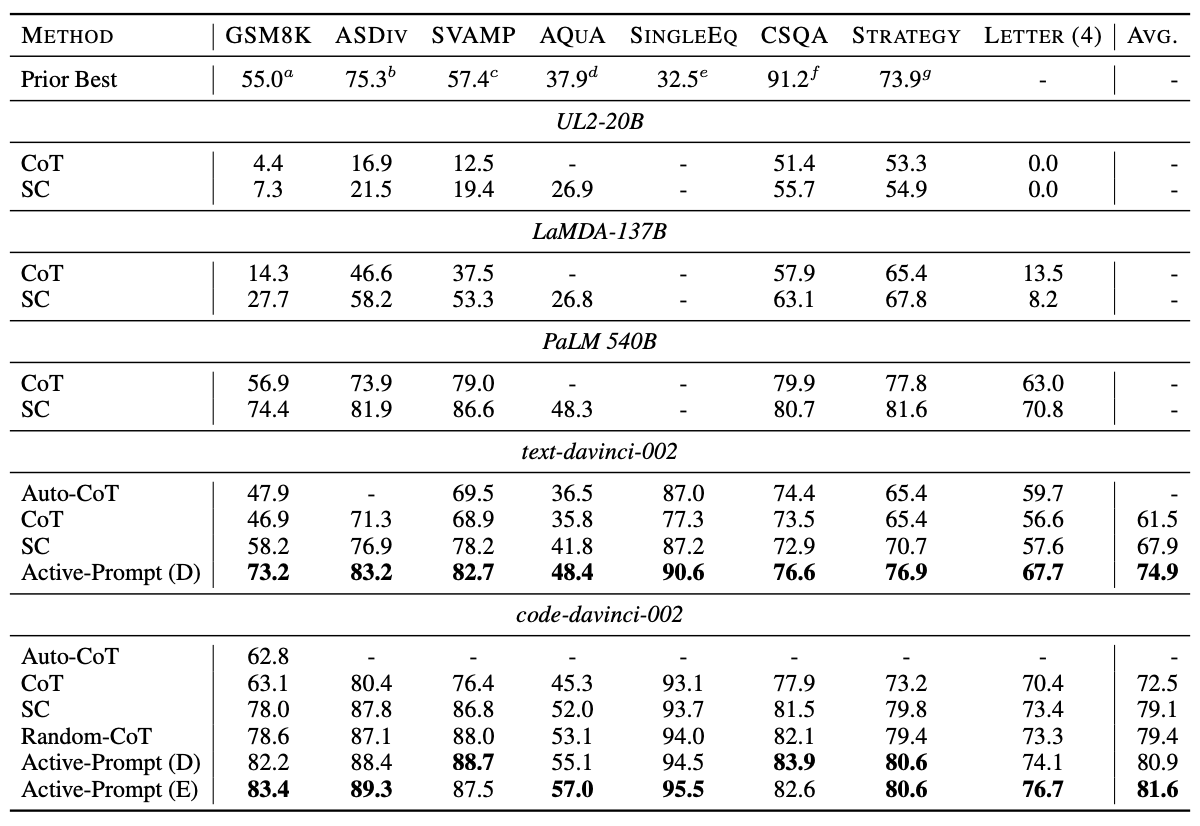 METHOD GSM8K ASDIV SVAMP AQUA SINGLEEQ CSQA STRATEGY LETTER (4) AVG.
Prior Best 55.0a 75.3b 57.4c 37.9d 32.5e 91.2f 73.9g - -
UL2-20B
CoT 4.4 16.9 12.5 - - 51.4 53.3 0.0 -
SC 7.3 21.5 19.4 26.9 - 55.7 54.9 0.0 -
LaMDA-137B
CoT 14.3 46.6 37.5 - - 57.9 65.4 13.5 -
SC 27.7 58.2 53.3 26.8 - 63.1 67.8 8.2 -
PaLM 540B
CoT 56.9 73.9 79.0 - - 79.9 77.8 63.0 -
SC 74.4 81.9 86.6 48.3 - 80.7 81.6 70.8 -
text-davinci-002
Auto-CoT 47.9 - 69.5 36.5 87.0 74.4 65.4 59.7 -
CoT 46.9 71.3 68.9 35.8 77.3 73.5 65.4 56.6 61.5
SC 58.2 76.9 78.2 41.8 87.2 72.9 70.7 57.6 67.9
Active-Prompt (D) 73.2 83.2 82.7 48.4 90.6 76.6 76.9 67.7 74.9
code-davinci-002
Auto-CoT 62.8 - - - - - - - -
CoT 63.1 80.4 76.4 45.3 93.1 77.9 73.2 70.4 72.5
SC 78.0 87.8 86.8 52.0 93.7 81.5 79.8 73.4 79.1
Random-CoT 78.6 87.1 88.0 53.1 94.0 82.1 79.4 73.3 79.4
Active-Prompt (D) 82.2 88.4 88.7 55.1 94.5 83.9 80.6 74.1 80.9
Active-Prompt (E) 83.4 89.3 87.5 57.0 95.5 82.6 80.6 76.7 81.6